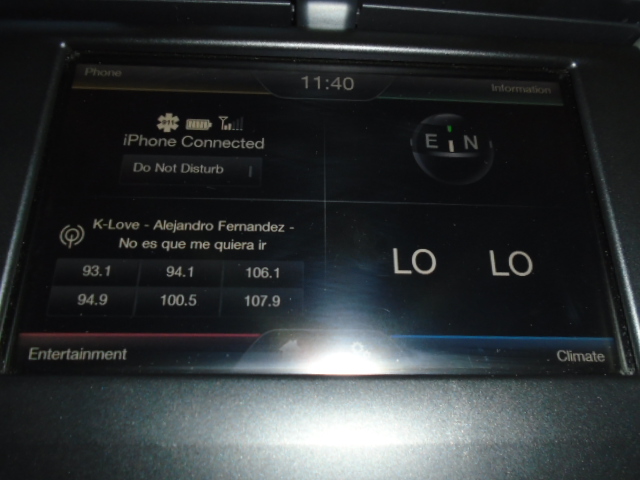 Phone
11:40
Information
911
iPhone Connected
Do Not Disturb
E N
K-Love - Alejandro Fernandez -
No es que me quiera ir
93.1 94.1 106.1
94.9 100.5 107.9
LO LO
Entertainment
Climate